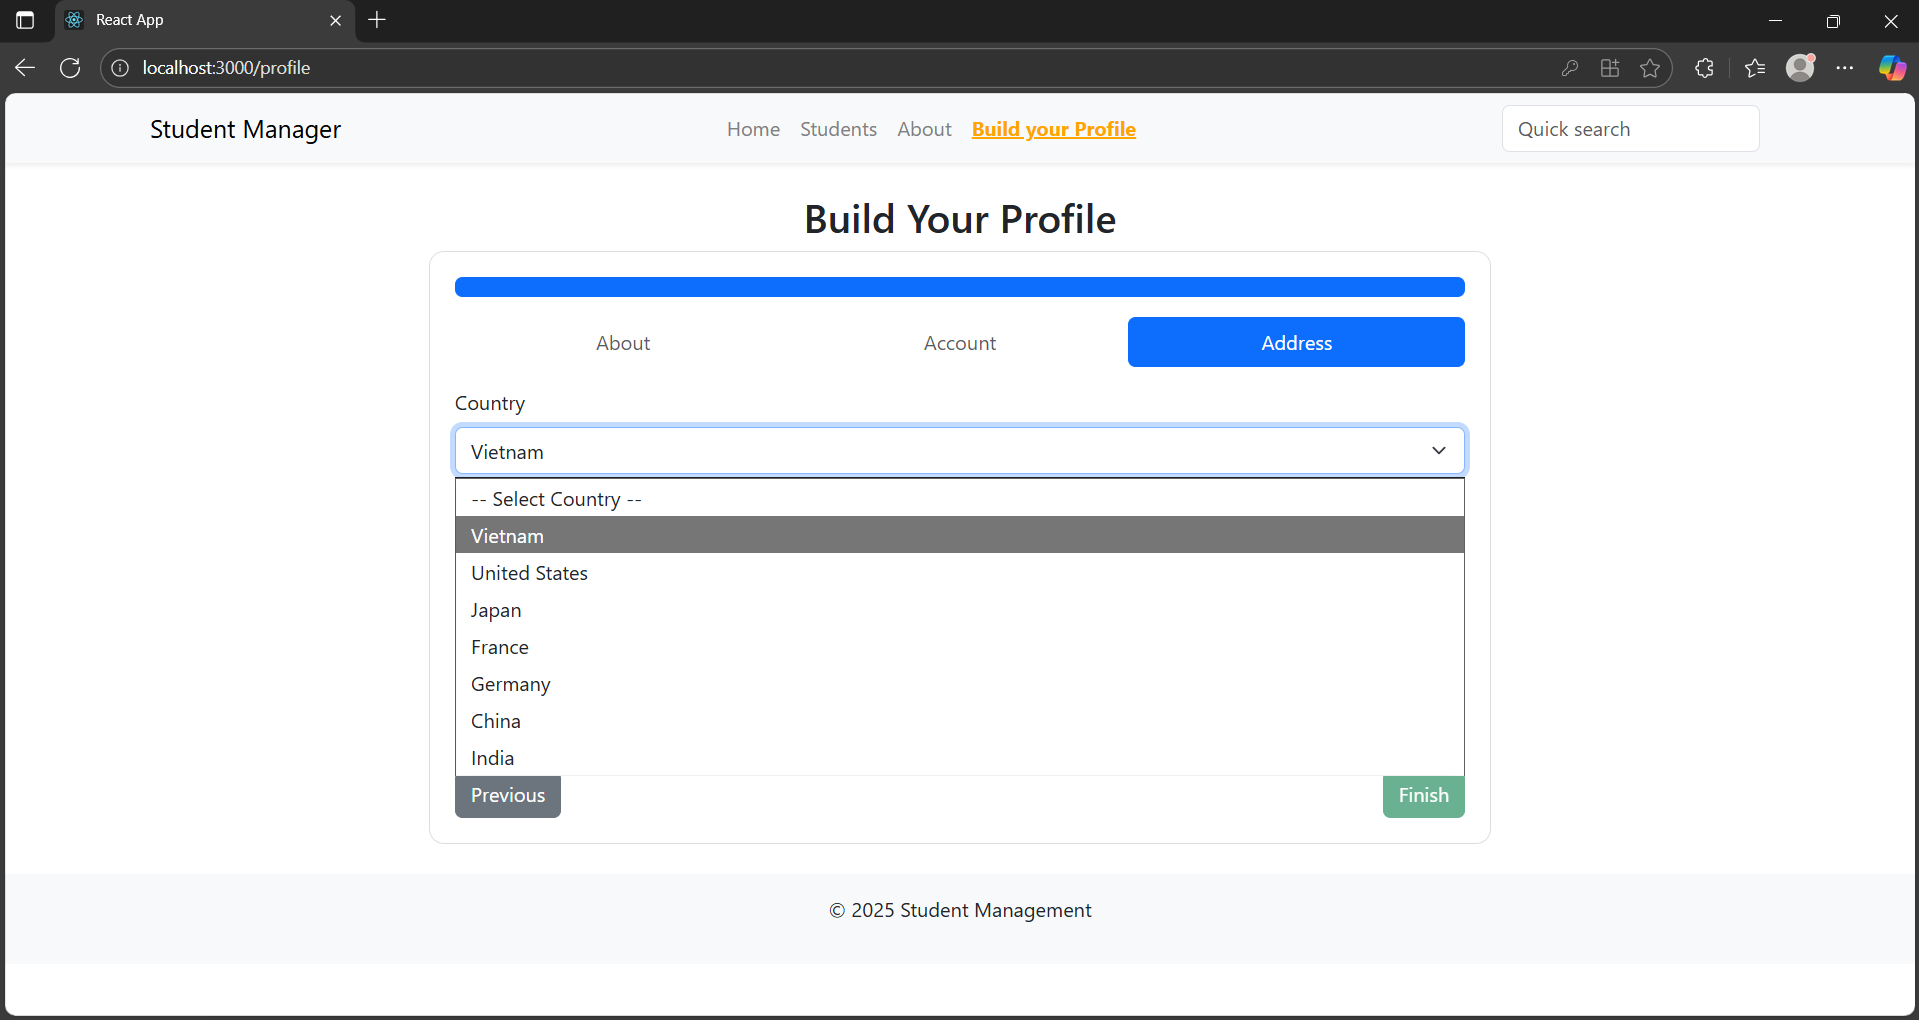 React App
localhost:3000/profile
Student Manager
Home Students About Build your Profile
Quick search
Build Your Profile
About Account Address
Country
Vietnam
-- Select Country --
Vietnam
United States
Japan
France
Germany
China
India
Previous Finish
© 2025 Student Management